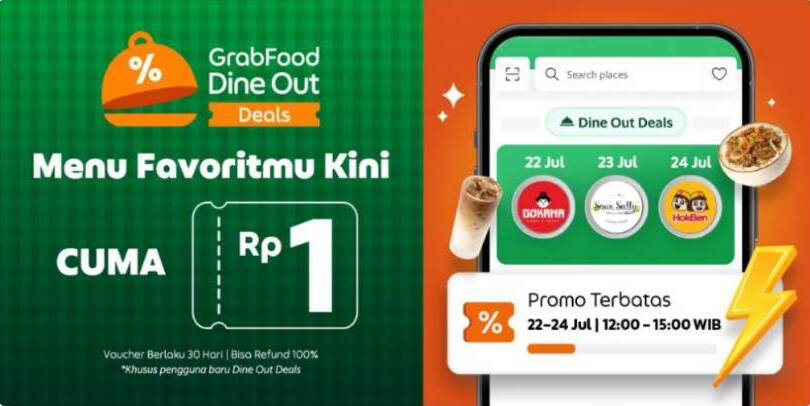 %
GrabFood
Dine Out
Deals
Menu Favoritmu Kini
CUMA
Rp 1
Voucher Berlaku 30 Hari | Bisa Refund 100%
*Khusus pengguna baru Dine Out Deals
Search places
Dine Out Deals
22 Jul 23 Jul 24 Jul
GOKANA Sour Sally HokBen
%
Promo Terbatas
22–24 Jul | 12:00 – 15:00 WIB